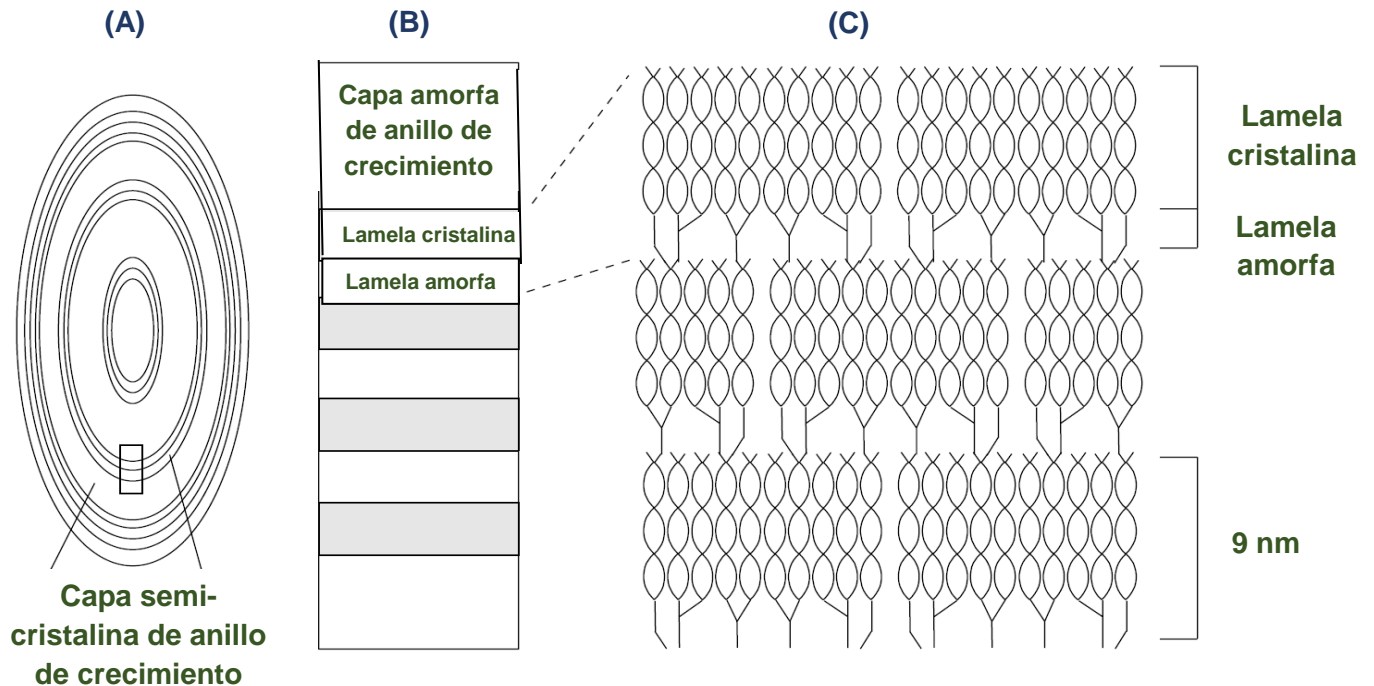 (A)
(B)
(C)
Capa amorfa
de anillo de
crecimiento
Lamela cristalina
Lamela amorfa
Lamela
cristalina
Lamela
amorfa
9 nm
Capa semi-
cristalina de anillo
de crecimiento